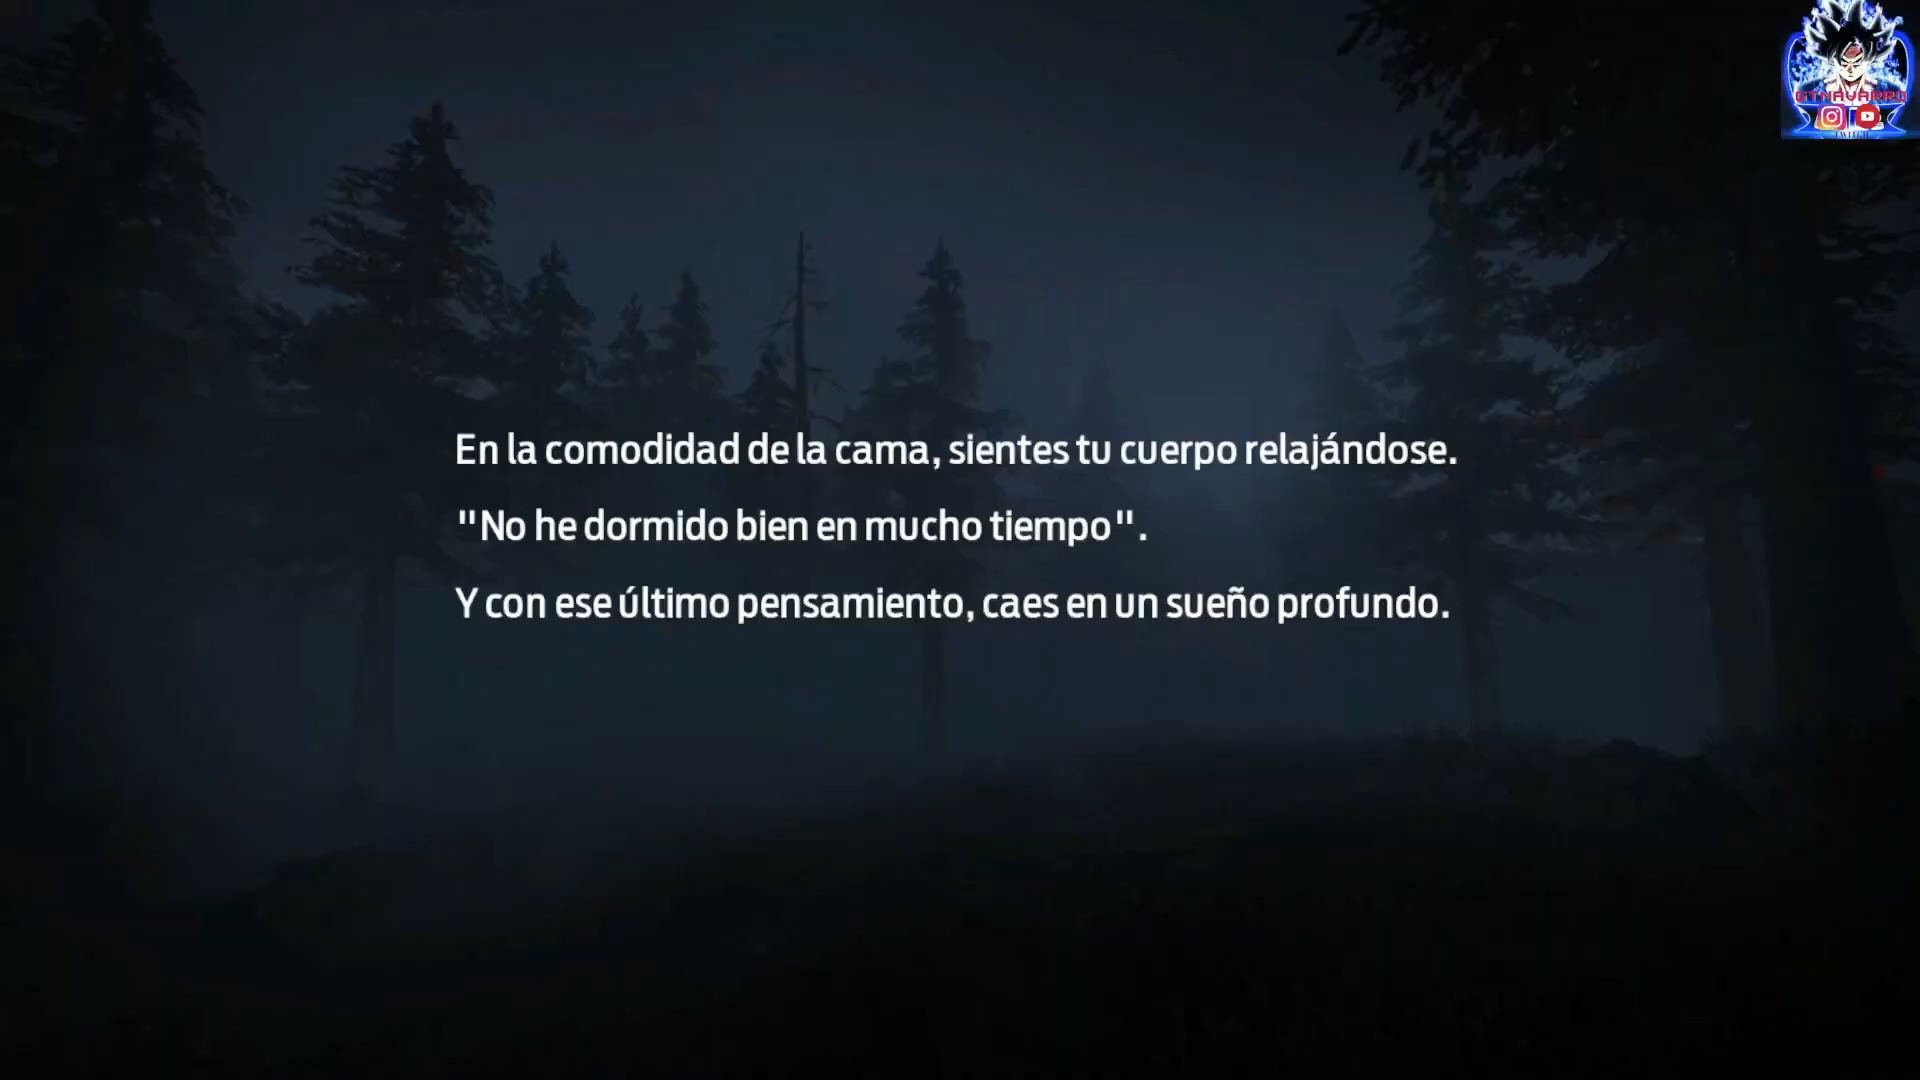 GTNAVARRO
En la comodidad de la cama, sientes tu cuerpo relajándose.
"No he dormido bien en mucho tiempo".
Y con ese último pensamiento, caes en un sueño profundo.